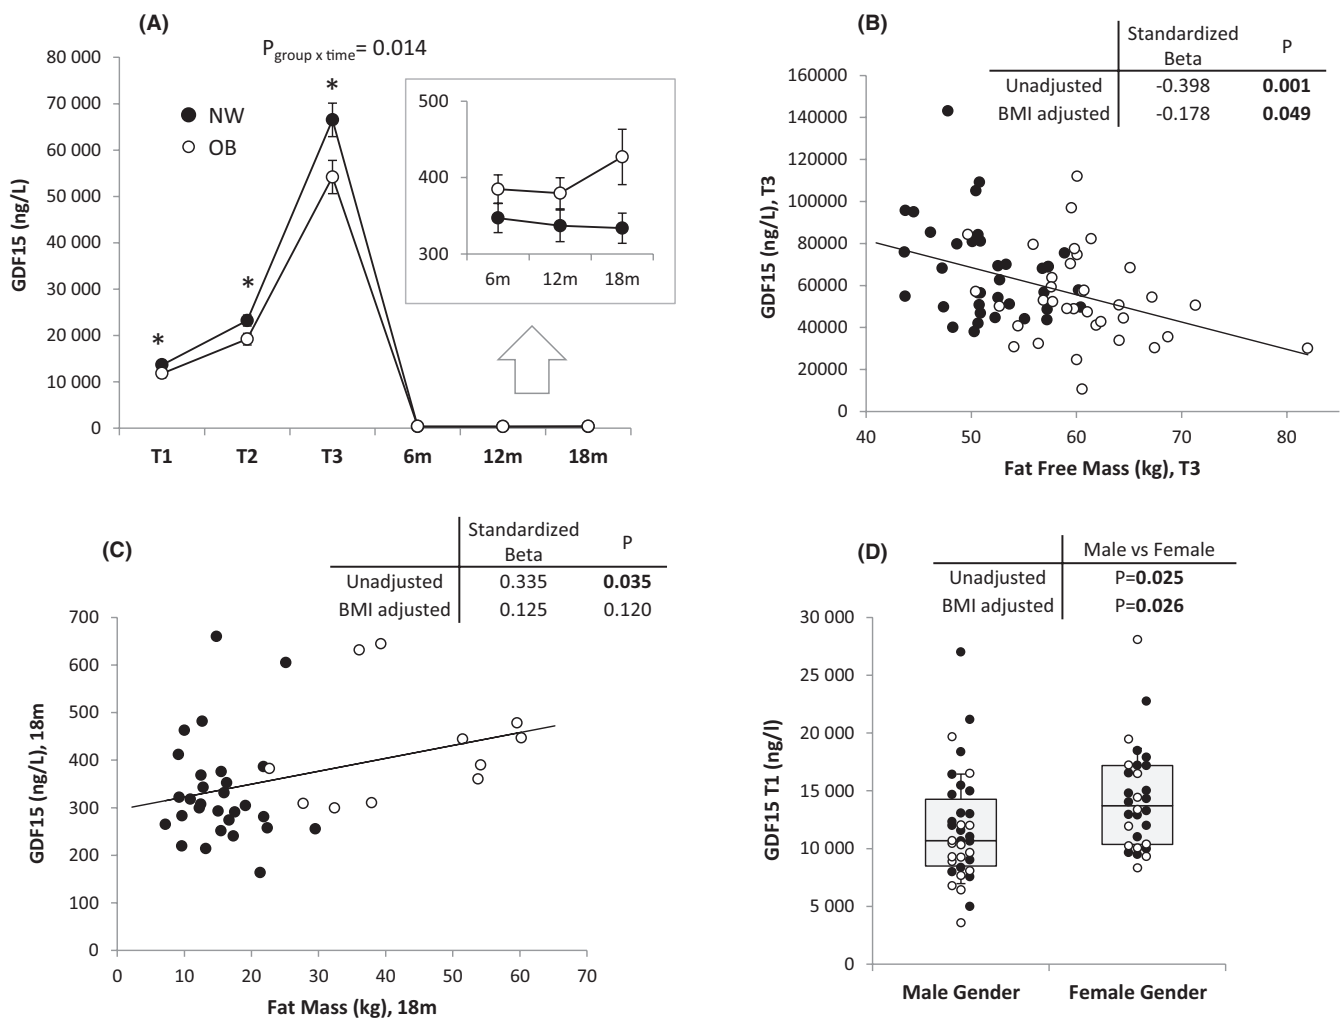 (A)
P group x time = 0.014
80 000
70 000
60 000
50 000
40 000
30 000
20 000
10 000
0
GDF15 (ng/L)
NW
OB
*
*
*
500
400
300
6m 12m 18m
T1 T2 T3 6m 12m 18m
(B)
Standardized Beta P
Unadjusted -0.398 0.001
BMI adjusted -0.178 0.049
160000
140000
120000
100000
80000
60000
40000
20000
0
GDF15 (ng/L), T3
40 50 60 70 80
Fat Free Mass (kg), T3
(C)
Standardized Beta P
Unadjusted 0.335 0.035
BMI adjusted 0.125 0.120
700
600
500
400
300
200
100
0
GDF15 (ng/L), 18m
0 10 20 30 40 50 60 70
Fat Mass (kg), 18m
(D)
Male vs Female
Unadjusted P=0.025
BMI adjusted P=0.026
30 000
25 000
20 000
15 000
10 000
5 000
0
GDF15 T1 (ng/l)
Male Gender Female Gender